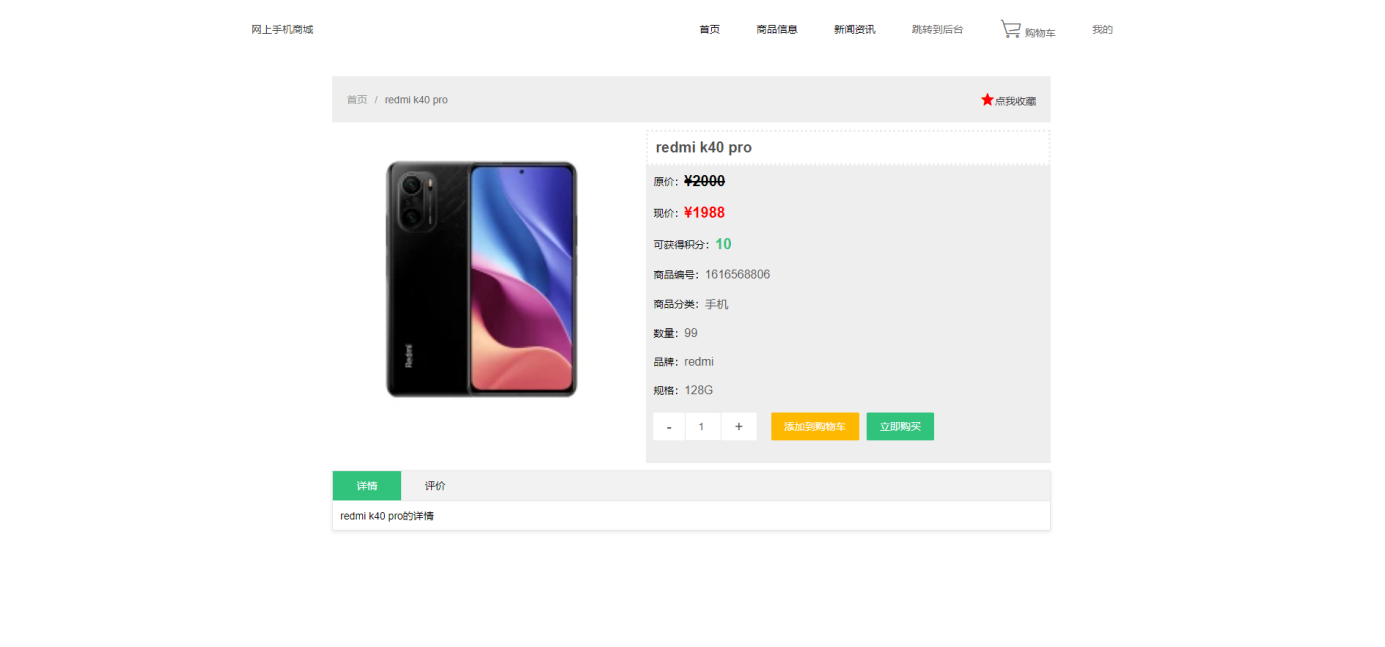 网上手机商城 首页 商品信息 新闻资讯 跳转到后台 购物车 我的
首页 / redmi k40 pro 点我收藏
redmi k40 pro
原价：¥2000
现价：¥1988
可获得积分：10
商品编号：1616568806
商品分类：手机
数量：99
品牌：redmi
规格：128G
- 1 + 添加到购物车 立即购买
Redmi
详情 评价
redmi k40 pro的详情